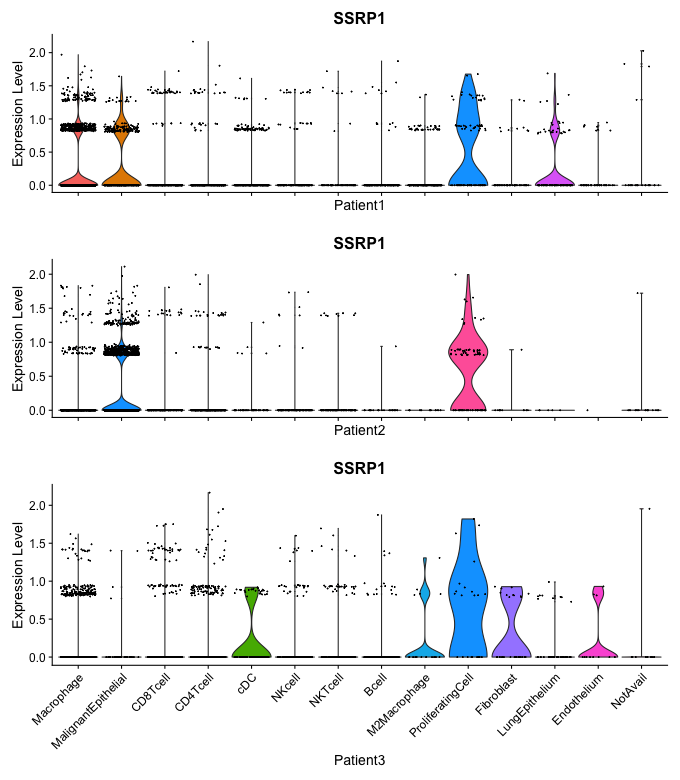 SSRP1
Expression Level
2.0
1.5
1.0
0.5
0.0
Patient1
SSRP1
Expression Level
2.0
1.5
1.0
0.5
0.0
Patient2
SSRP1
Expression Level
2.0
1.5
1.0
0.5
0.0
Macrophage
MalignantEpithelial
CD8Tcell
CD4Tcell
cDC
NKcell
NKTcell
Bcell
M2Macrophage
ProliferatingCell
Fibroblast
LungEpithelium
Endothelium
NotAvail
Patient3